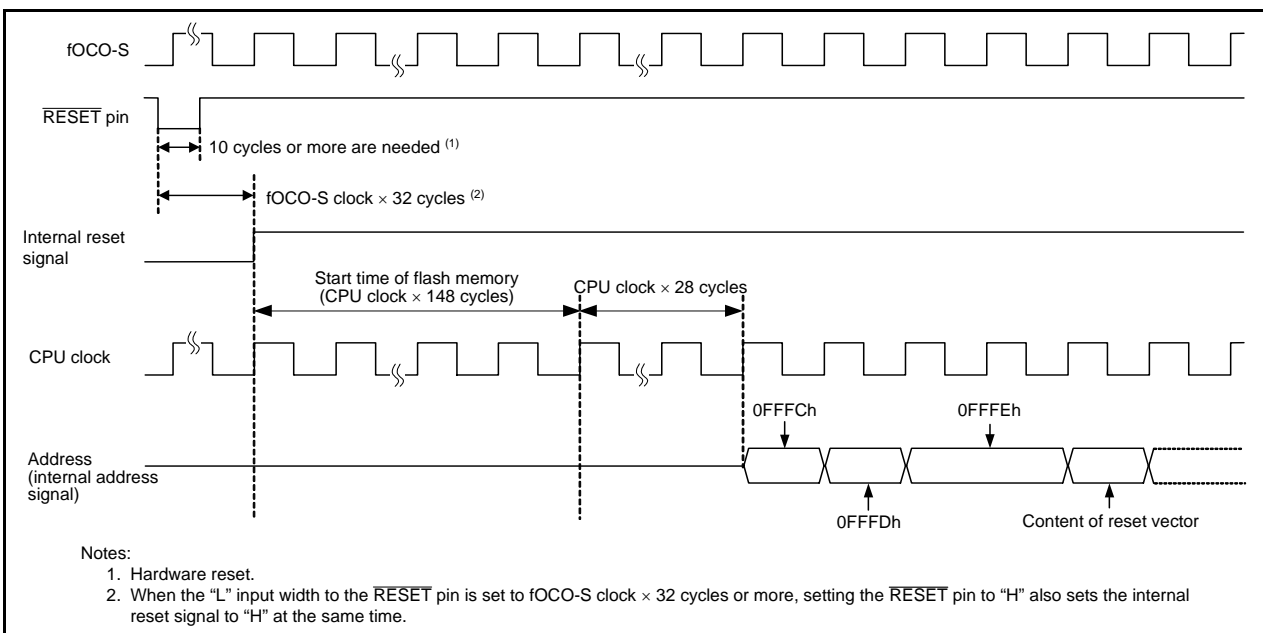 fOCO-S
RESET pin
10 cycles or more are needed (1)
fOCO-S clock × 32 cycles (2)
Internal reset
signal
Start time of flash memory
(CPU clock × 148 cycles)
CPU clock × 28 cycles
CPU clock
0FFFCh
0FFFEh
Address
(internal address
signal)
0FFFDh
Content of reset vector
Notes:
1. Hardware reset.
2. When the “L” input width to the RESET pin is set to fOCO-S clock × 32 cycles or more, setting the RESET pin to “H” also sets the internal
reset signal to “H” at the same time.